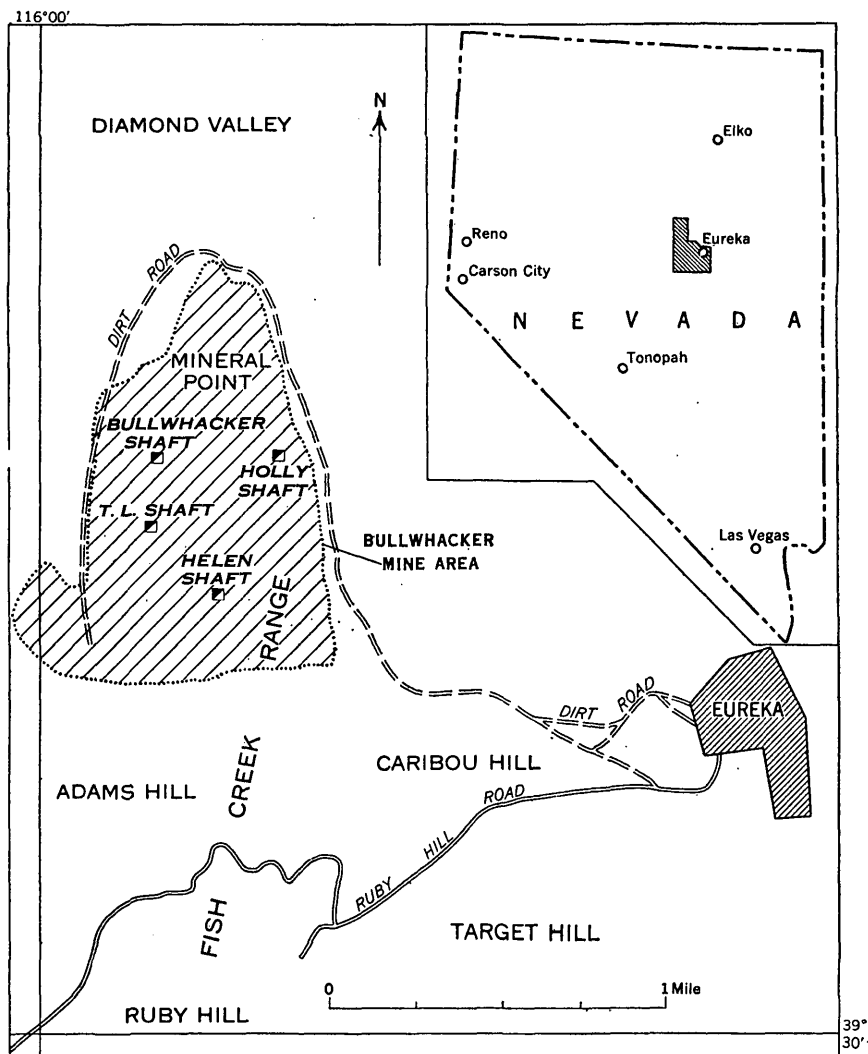 116°00'
N
DIAMOND VALLEY
Elko
Reno
Eureka
Carson City
NEVADA
Tonopah
Las Vegas
DIRT ROAD
MINERAL
POINT
BULLWHACKER
SHAFT
HOLLY
SHAFT
T. L. SHAFT
HELEN
SHAFT
BULLWHACKER
MINE AREA
FISH CREEK RANGE
DIRT ROAD
EUREKA
CARIBOU HILL
ADAMS HILL
RUBY HILL ROAD
TARGET HILL
RUBY HILL
0 1 Mile
39°
30'